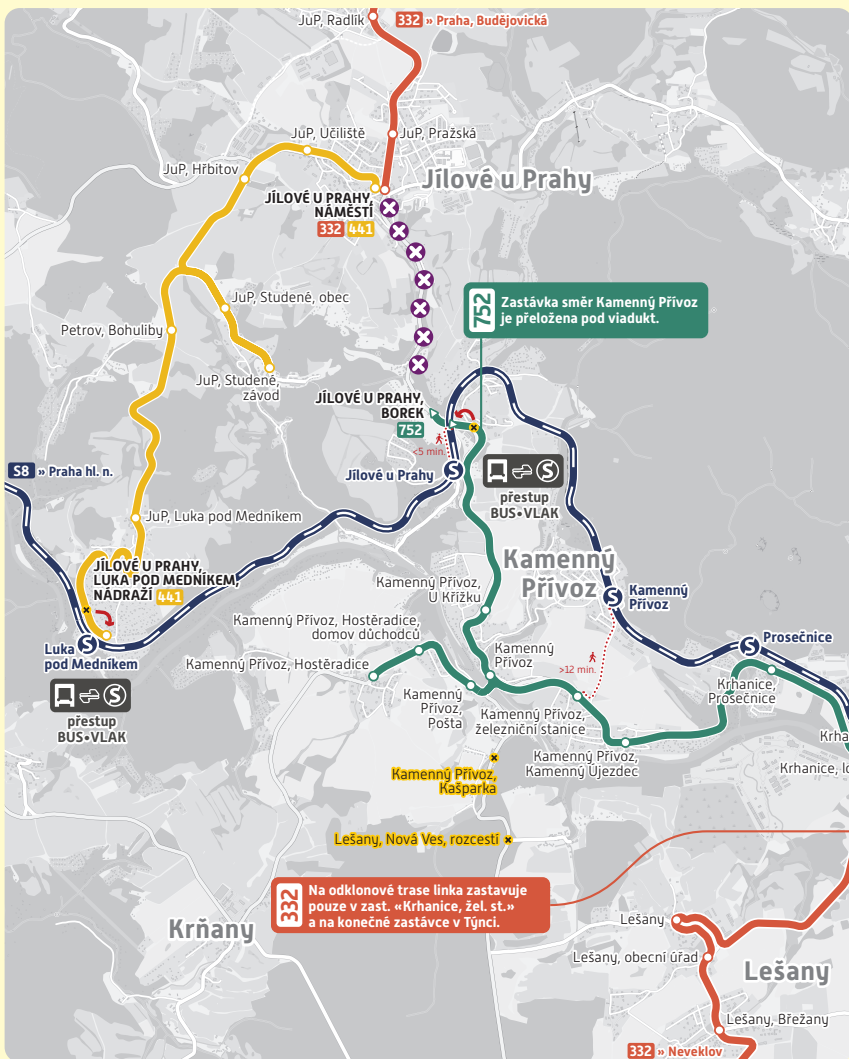 JuP, Radlík
332 » Praha, Budějovická
JuP, Učiliště
JuP, Pražská
JuP, Hřbitov
Jílové u Prahy
JÍLOVÉ U PRAHY,
NÁMĚSTÍ
332 441
JuP, Studené, obec
752
Zastávka směr Kamenný Přívoz
je přeložena pod viadukt.
Petrov, Bohuliby
JuP, Studené,
závod
JÍLOVÉ U PRAHY,
BOREK
752
<5 min.
S8 » Praha hl. n.
Jílové u Prahy
S
S
přestup
BUS•VLAK
JuP, Luka pod Medníkem
Kamenný
Přívoz
JÍLOVÉ U PRAHY,
LUKA POD MEDNÍKEM,
NÁDRAŽÍ 441
Kamenný Přívoz,
U Křížku
S
Kamenný
Přívoz
Kamenný Přívoz, Hostěradice,
domov důchodců
Luka
pod Medníkem
S
Kamenný Přívoz, Hostěradice
Kamenný
Přívoz
S
Prosečnice
>12 min.
S
přestup
BUS•VLAK
Kamenný
Přívoz,
Pošta
Kamenný Přívoz,
železniční stanice
Krhanice,
Prosečnice
Kamenný Přívoz,
Kamenný Újezdec
Krha
Krhanice, lo
Kamenný Přívoz,
Kašparka
Lešany, Nová Ves, rozcestí
332
Na odklonové trase linka zastavuje
pouze v zast. «Krhanice, žel. st.»
a na konečné zastávce v Týnci.
Krňany
Lešany
Lešany, obecní úřad
Lešany
Lešany, Břežany
332 » Neveklov